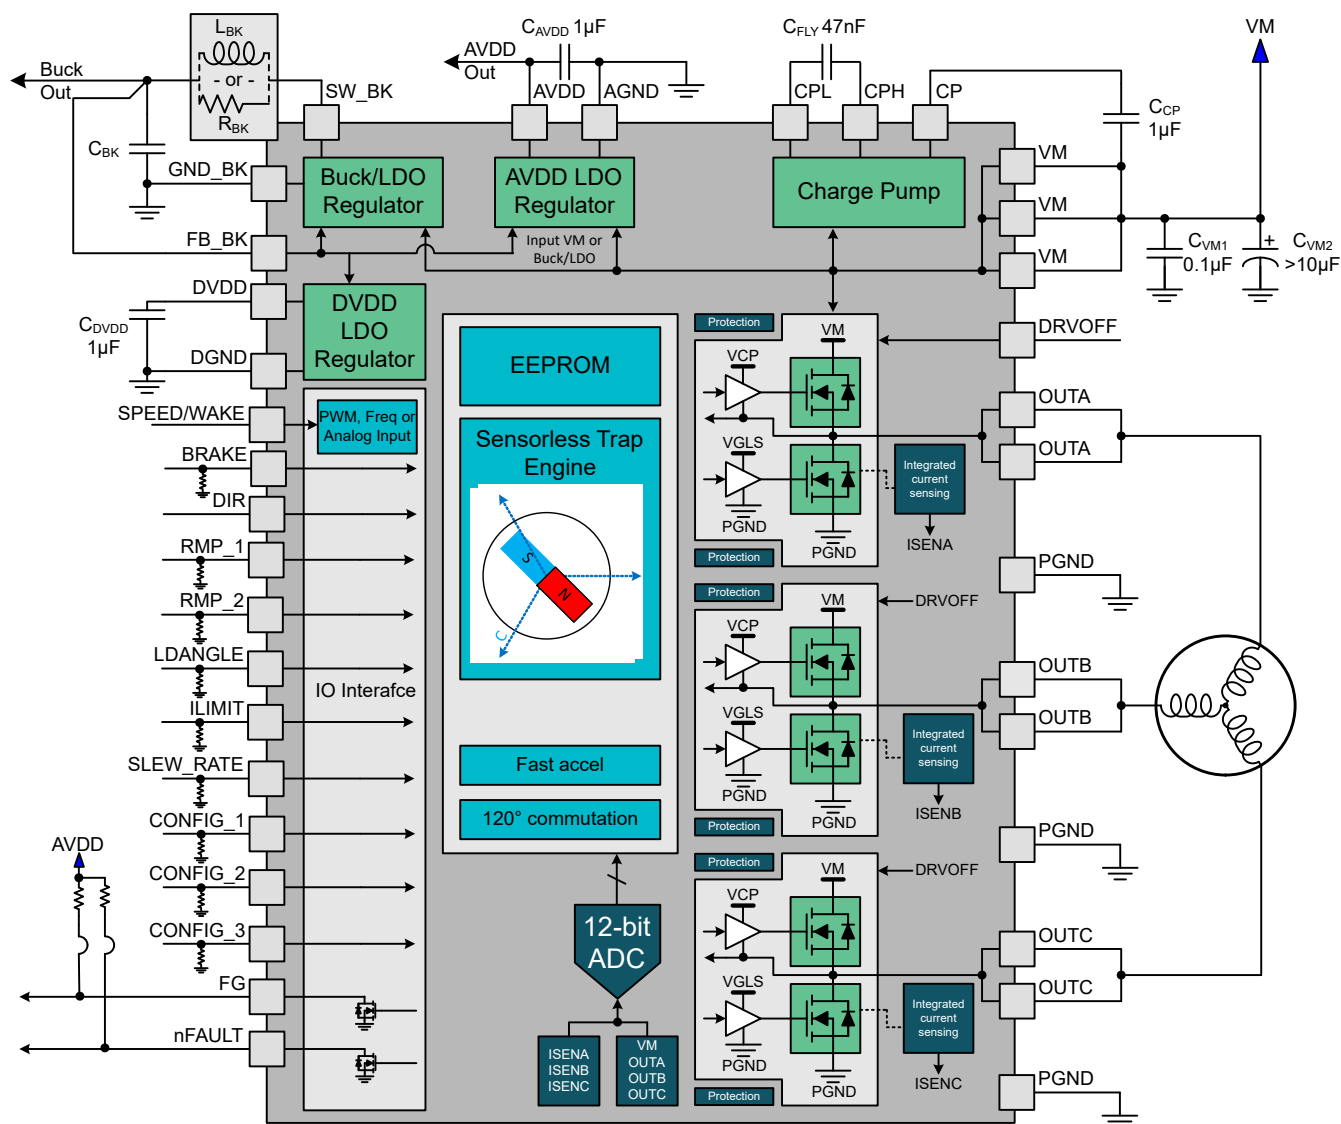 LBK
- or -
RBK
Buck
Out
CBK
SW_BK
GND_BK
FB_BK
CAVDD 1µF
AVDD
Out
AVDD
AGND
CFLY 47nF
CPL
CPH
CP
VM
CCP
1µF
VM
VM
VM
CVM1
0.1µF
+
CVM2
>10µF
Buck/LDO
Regulator
AVDD LDO
Regulator
Charge Pump
Input VM or
Buck/LDO
DVDD
CDVDD
1µF
DGND
DVDD
LDO
Regulator
SPEED/WAKE
PWM, Freq or
Analog Input
BRAKE
DIR
RMP_1
RMP_2
LDANGLE
IO Interafce
ILIMIT
SLEW_RATE
CONFIG_1
CONFIG_2
CONFIG_3
AVDD
FG
nFAULT
EEPROM
Sensorless Trap
Engine
S
N
C
Fast accel
120° commutation
12-bit
ADC
ISENA
ISENB
ISENC
VM
OUTA
OUTB
OUTC
Protection
VM
VCP
VGLS
PGND
PGND
Integrated
current
sensing
ISENA
Protection
DRVOFF
OUTA
OUTA
PGND
Protection
VM
DRVOFF
VCP
VGLS
PGND
PGND
Integrated
current
sensing
ISENB
Protection
OUTB
OUTB
PGND
Protection
VM
DRVOFF
VCP
VGLS
PGND
PGND
Integrated
current
sensing
ISENC
Protection
OUTC
OUTC
PGND